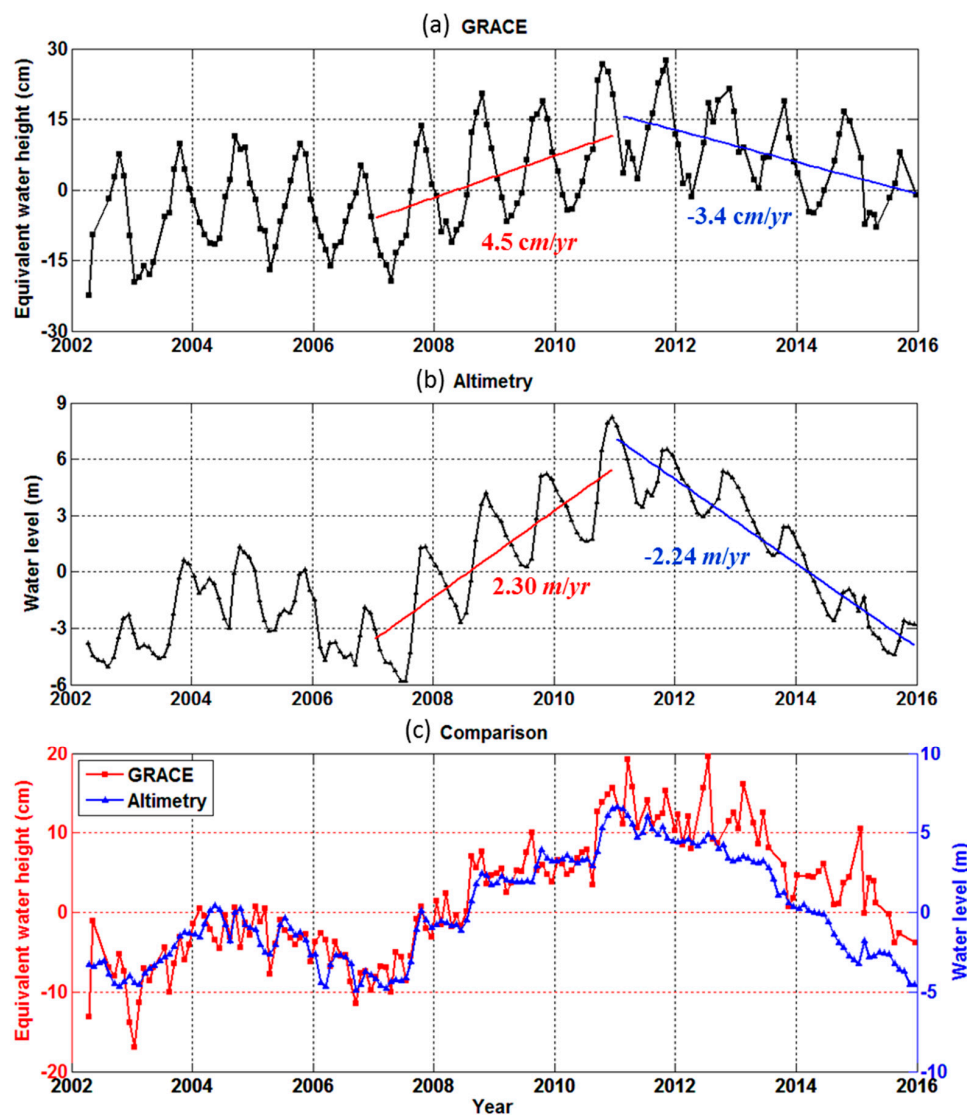 (a) GRACE
Equivalent water height (cm)
30
15
0
-15
-30
4.5 cm/yr
-3.4 cm/yr
2002 2004 2006 2008 2010 2012 2014 2016
(b) Altimetry
Water level (m)
9
6
3
0
-3
-6
2.30 m/yr
-2.24 m/yr
2002 2004 2006 2008 2010 2012 2014 2016
(c) Comparison
Equivalent water height (cm)
20
10
0
-10
-20
GRACE
Altimetry
10
5
0
-5
-10
Water level (m)
2002 2004 2006 2008 2010 2012 2014 2016
Year